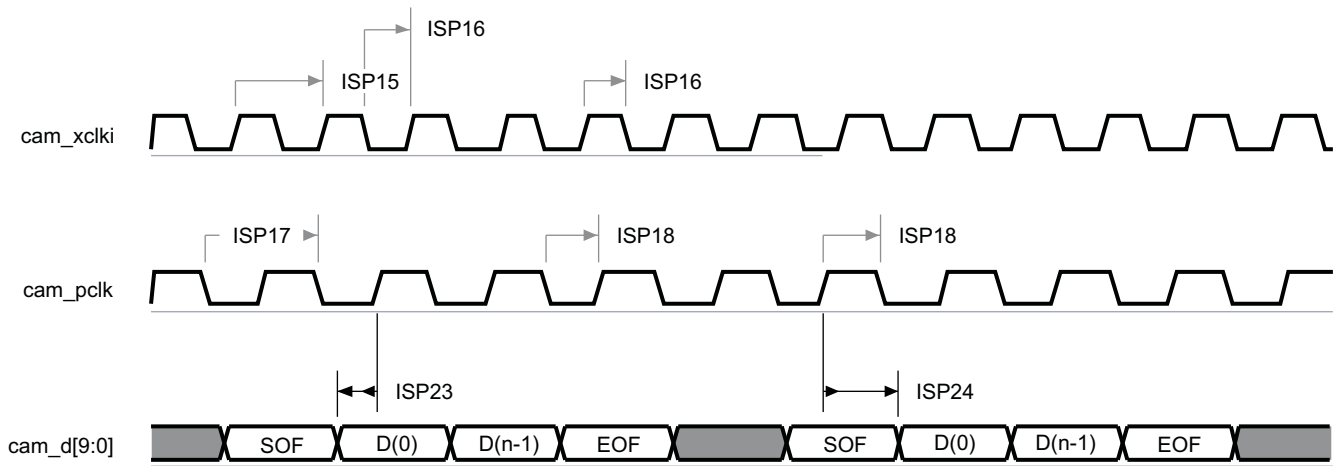 ISP16
ISP15
ISP16
cam_xclki
ISP17
ISP18
ISP18
cam_pclk
ISP23
ISP24
cam_d[9:0]
SOF
D(0)
D(n-1)
EOF
SOF
D(0)
D(n-1)
EOF